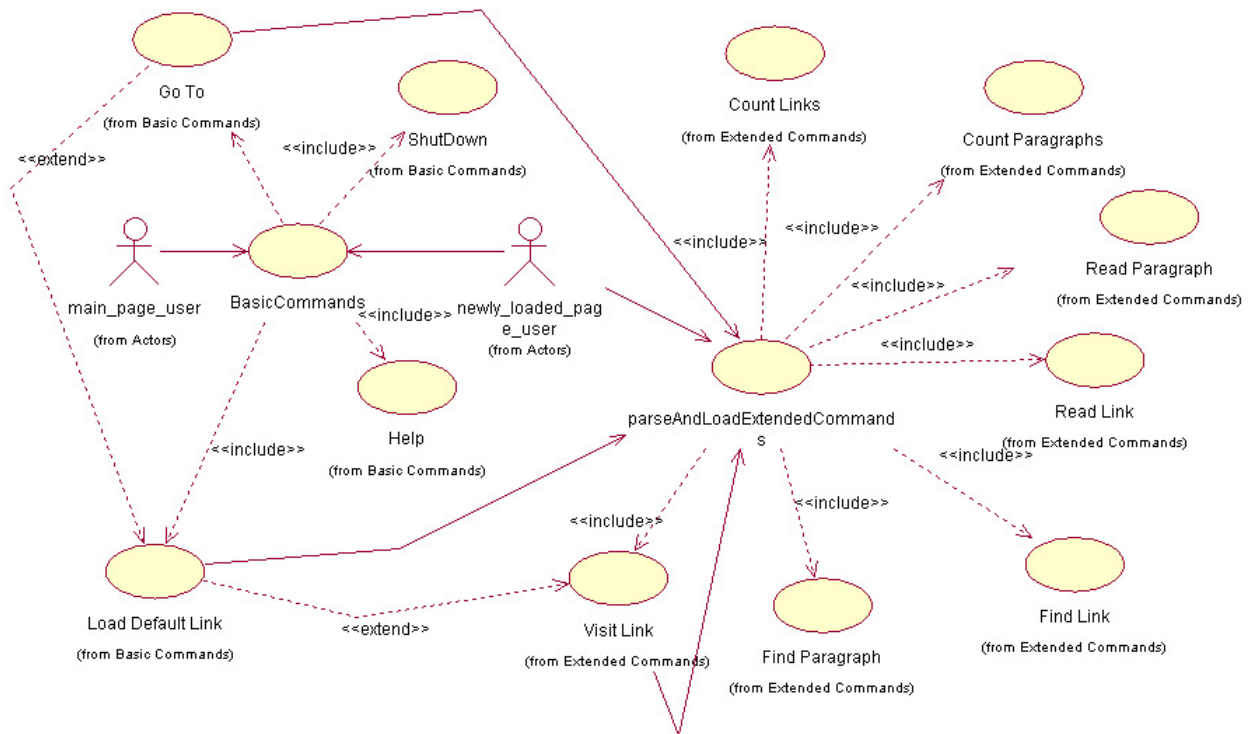 Go To
(from Basic Commands)
<<extend>>
<<include>>
ShutDown
(from Basic Commands)
Count Links
(from Extended Commands)
Count Paragraphs
(from Extended Commands)
<<include>>
<<include>>
Read Paragraph
(from Extended Commands)
<<include>>
main_page_user
(from Actors)
BasicCommands
<<include>>
newly_loaded_pag
e_user
(from Actors)
<<include>>
Read Link
(from Extended Commands)
Help
(from Basic Commands)
parseAndLoadExtendedCommand
s
<<include>>
<<include>>
<<include>>
<<include>>
Load Default Link
(from Basic Commands)
<<extend>>
Visit Link
(from Extended Commands)
Find Paragraph
(from Extended Commands)
Find Link
(from Extended Commands)